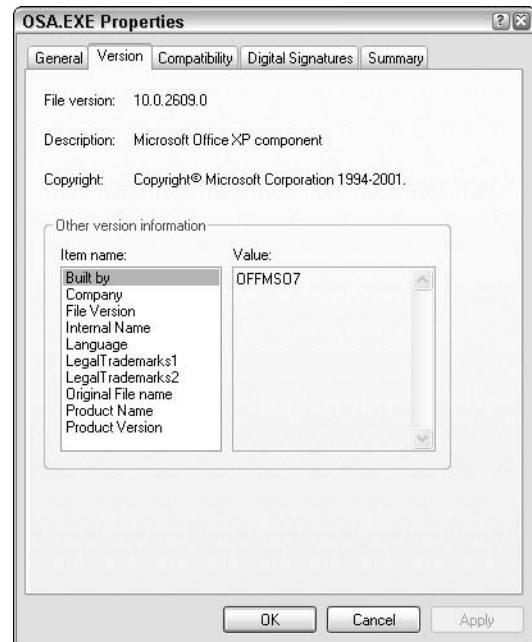 OSA.EXE Properties
General Version Compatibility Digital Signatures Summary
File version: 10.0.2609.0
Description: Microsoft Office XP component
Copyright: Copyright© Microsoft Corporation 1994-2001.
Other version information
Item name: Value:
Built by OFFMSO7
Company
File Version
Internal Name
Language
LegalTrademarks1
LegalTrademarks2
Original File name
Product Name
Product Version
OK Cancel Apply